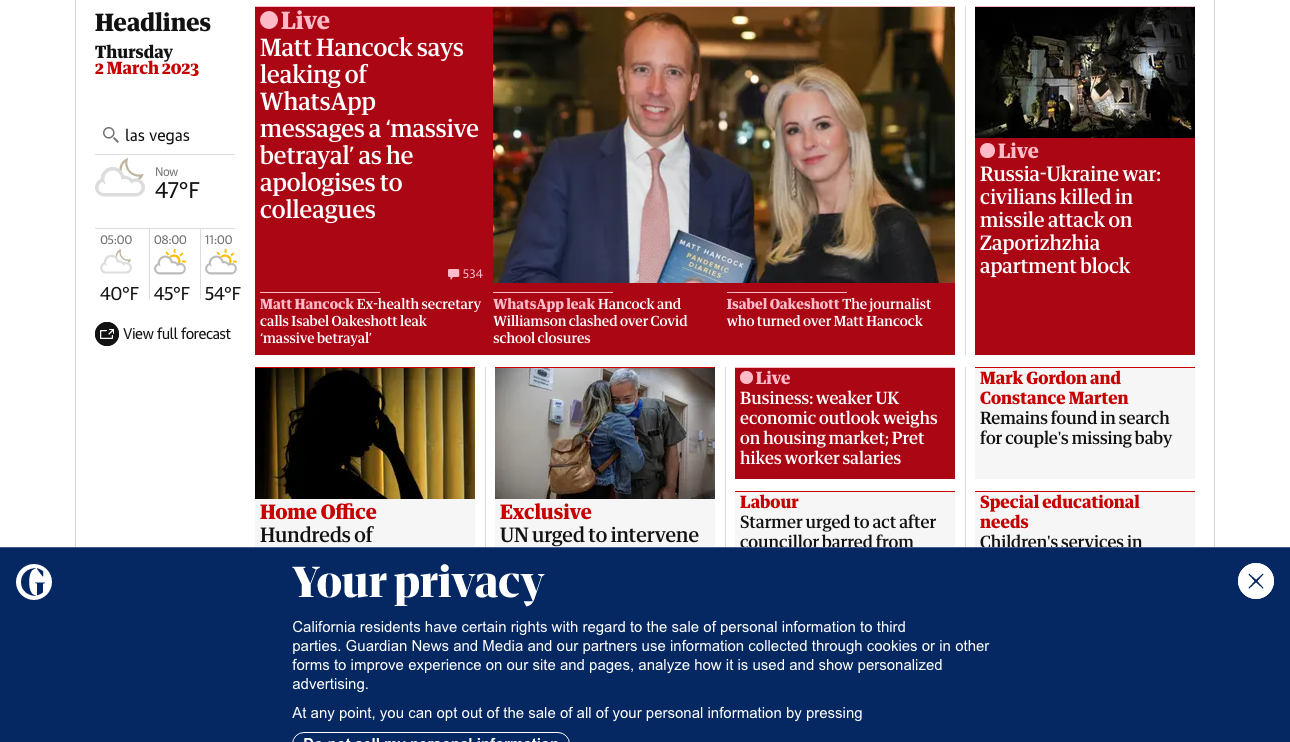 Headlines
Thursday
2 March 2023
las vegas
Now
47°F
05:00
08:00
11:00
40°F
45°F
54°F
View full forecast
Live
Matt Hancock says
leaking of
WhatsApp
messages a ‘massive
betrayal’ as he
apologises to
colleagues
534
MATT HANCOCK
PANDEMIC
DIARIES
Matt Hancock Ex-health secretary
calls Isabel Oakeshott leak
‘massive betrayal’
WhatsApp leak Hancock and
Williamson clashed over Covid
school closures
Isabel Oakeshott The journalist
who turned over Matt Hancock
Live
Russia-Ukraine war:
civilians killed in
missile attack on
Zaporizhzhia
apartment block
Home Office
Hundreds of
Exclusive
UN urged to intervene
Live
Business: weaker UK
economic outlook weighs
on housing market; Pret
hikes worker salaries
Labour
Starmer urged to act after
councillor barred from
Mark Gordon and
Constance Marten
Remains found in search
for couple's missing baby
Special educational
needs
Children's services in
G
Your privacy
California residents have certain rights with regard to the sale of personal information to third
parties. Guardian News and Media and our partners use information collected through cookies or in other
forms to improve experience on our site and pages, analyze how it is used and show personalized
advertising.
At any point, you can opt out of the sale of all of your personal information by pressing
Do not sell my personal information